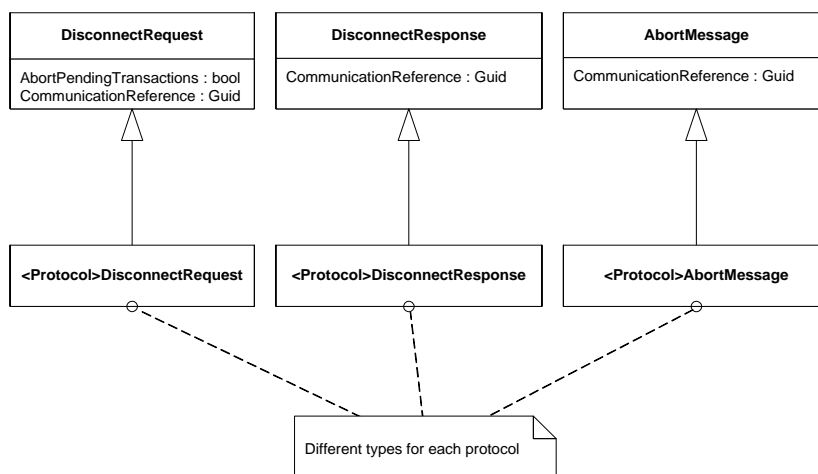 DisconnectRequest
AbortPendingTransactions : bool
CommunicationReference : Guid
DisconnectResponse
CommunicationReference : Guid
AbortMessage
CommunicationReference : Guid
<Protocol>DisconnectRequest
<Protocol>DisconnectResponse
<Protocol>AbortMessage
Different types for each protocol